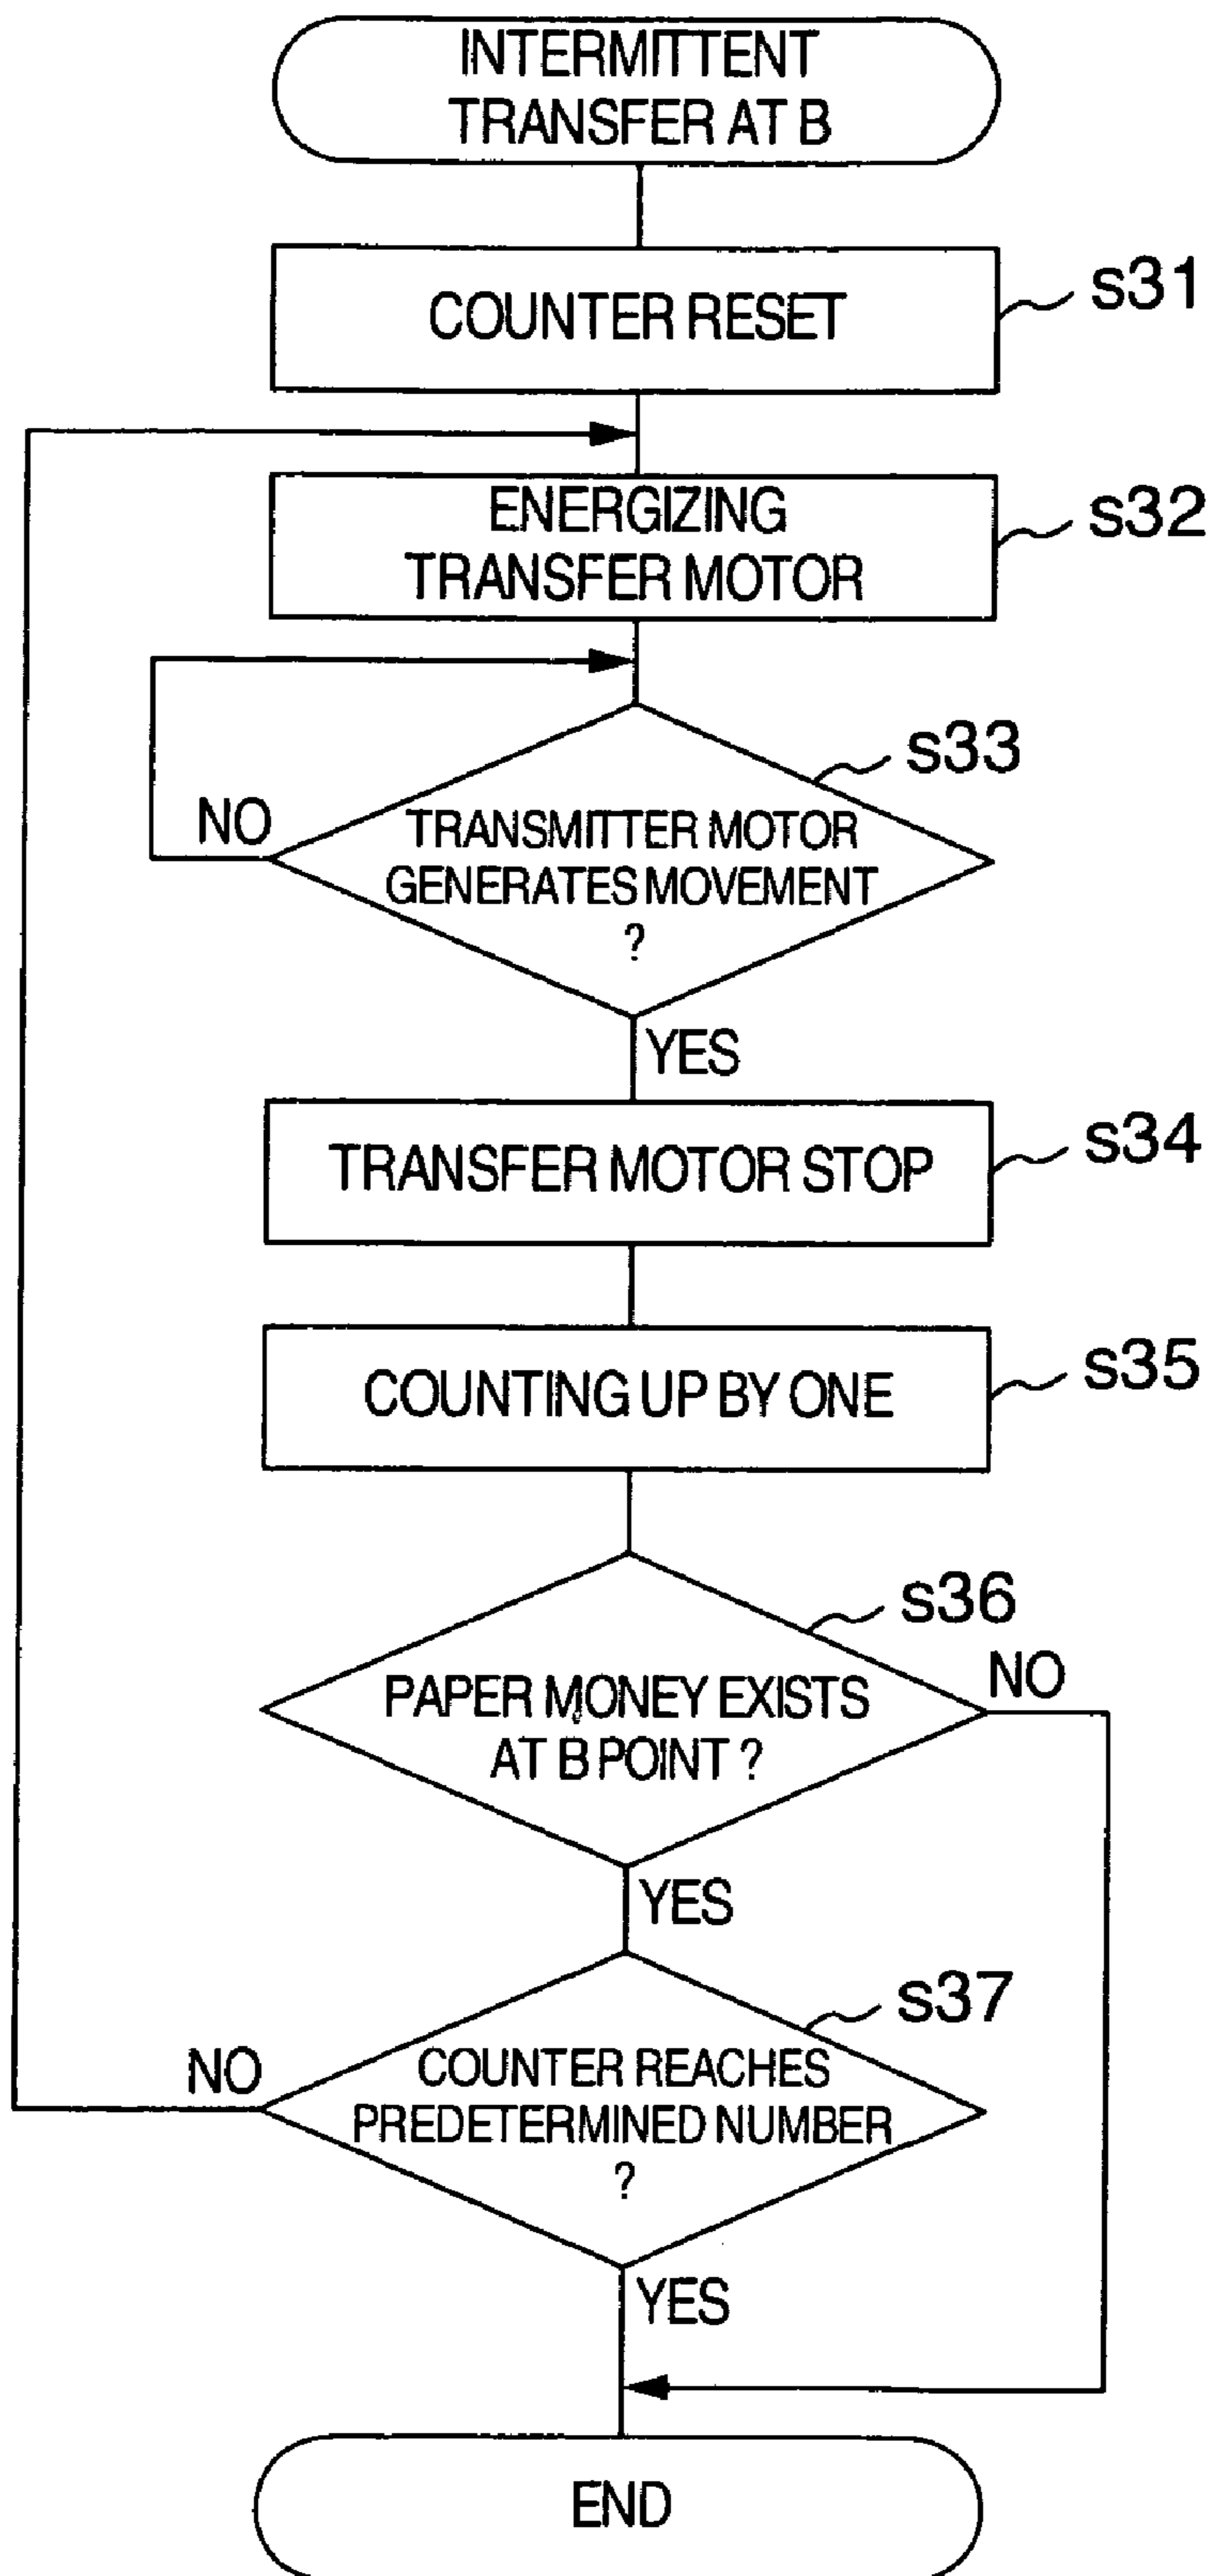 INTERMITTENT
TRANSFER AT B
COUNTER RESET
s31
ENERGIZING
TRANSFER MOTOR
s32
s33
NO
TRANSMITTER MOTOR
GENERATES MOVEMENT
?
YES
TRANSFER MOTOR STOP
s34
COUNTING UP BY ONE
s35
s36
PAPER MONEY EXISTS
AT B POINT ?
NO
YES
s37
NO
COUNTER REACHES
PREDETERMINED NUMBER
?
YES
END